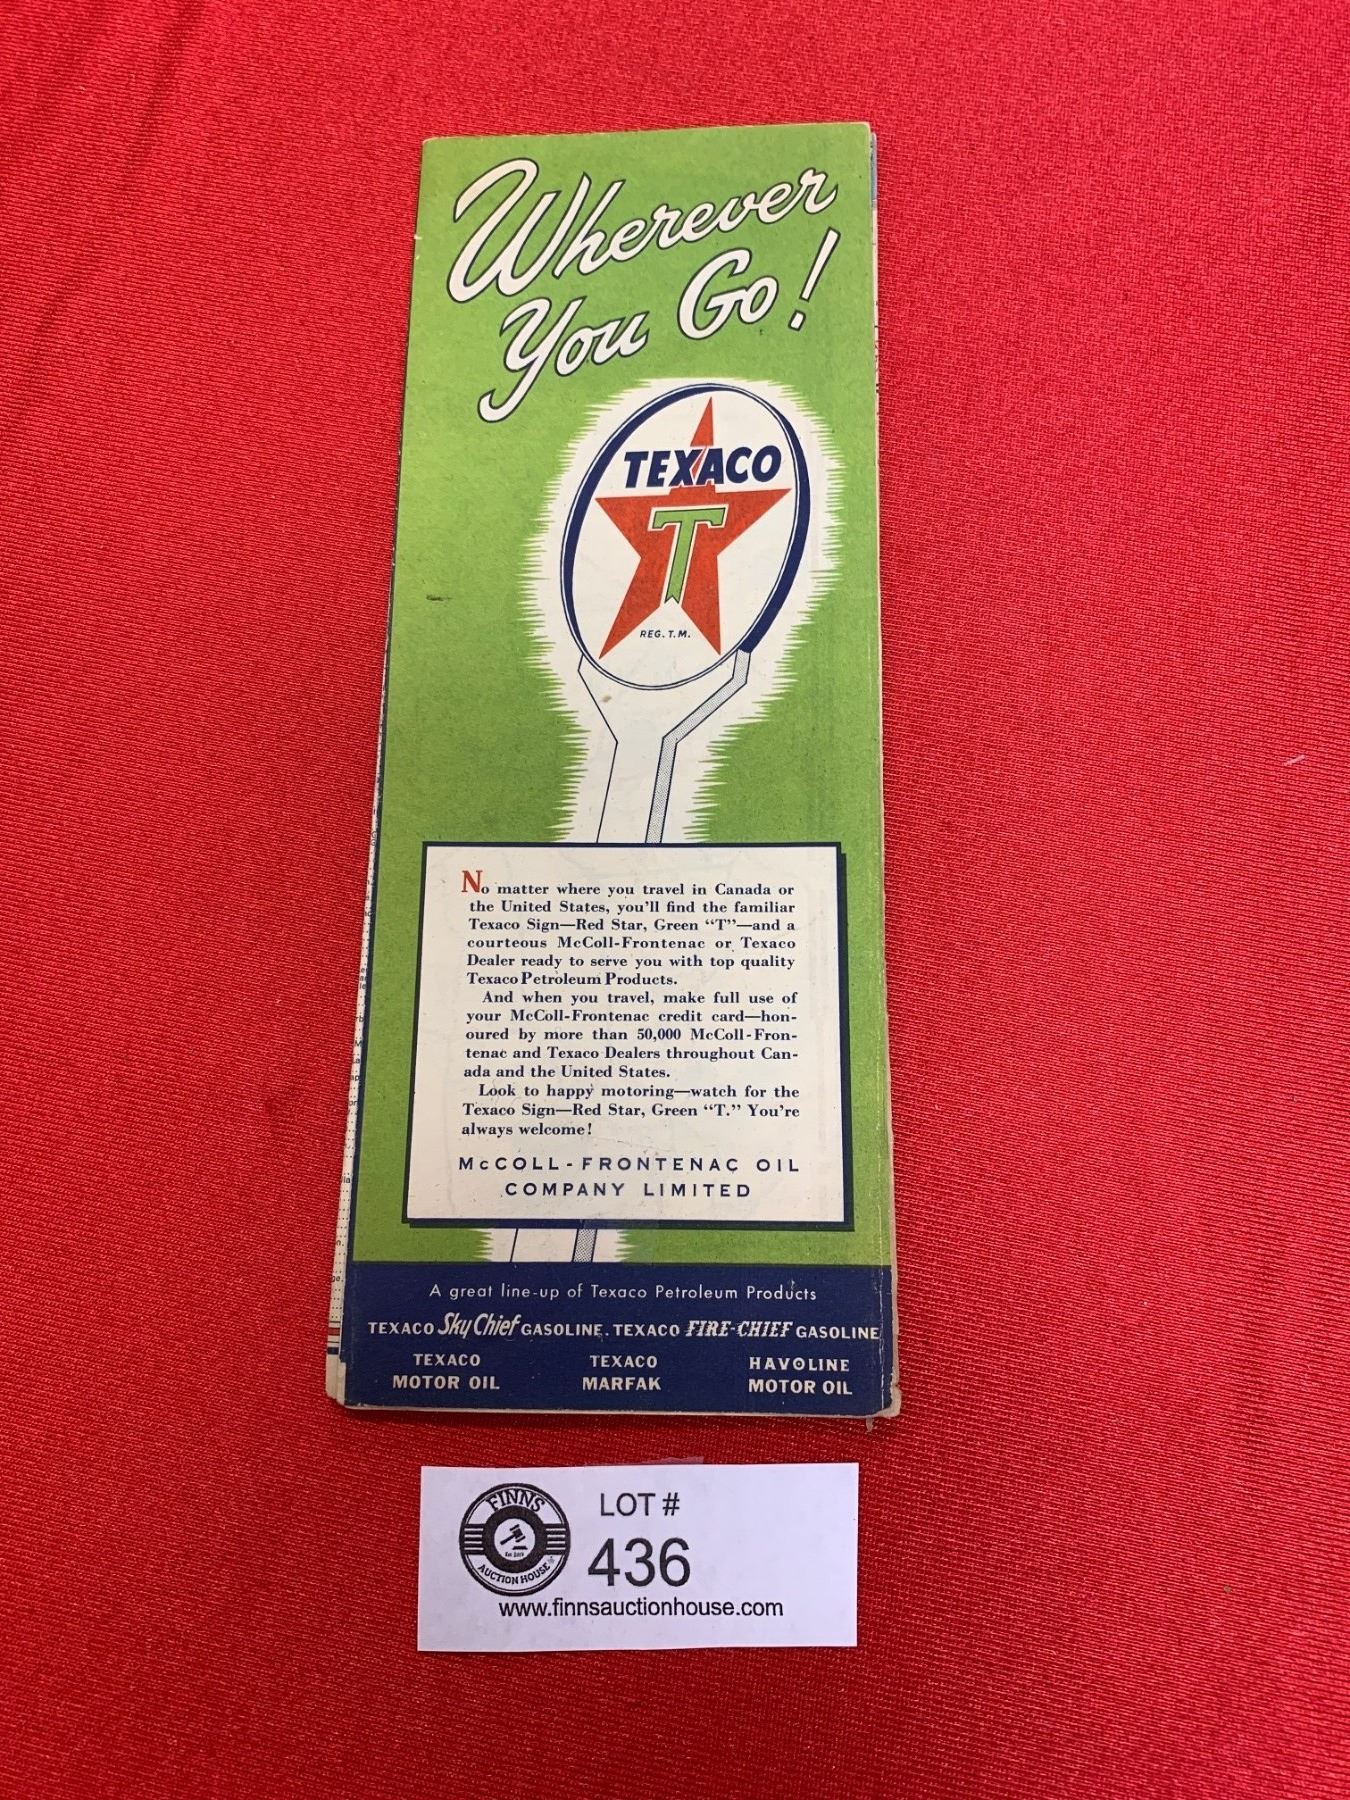 Wherever
You Go!
TEXACO
T
REG. T.M.
No matter where you travel in Canada or
the United States, you'll find the familiar
Texaco Sign—Red Star, Green "T"—and a
courteous McColl-Frontenac or Texaco
Dealer ready to serve you with top quality
Texaco Petroleum Products.
And when you travel, make full use of
your McColl-Frontenac credit card—hon-
oured by more than 50,000 McColl-Fron-
tenac and Texaco Dealers throughout Can-
ada and the United States.
Look to happy motoring—watch for the
Texaco Sign—Red Star, Green "T." You're
always welcome!
McCOLL-FRONTENAC OIL
COMPANY LIMITED
A great line-up of Texaco Petroleum Products
TEXACO Sky Chief GASOLINE. TEXACO FIRE-CHIEF GASOLINE
TEXACO TEXACO HAVOLINE
MOTOR OIL MARFAK MOTOR OIL
FINNS
AUCTION HOUSE
LOT #
436
www.finnsauctionhouse.com